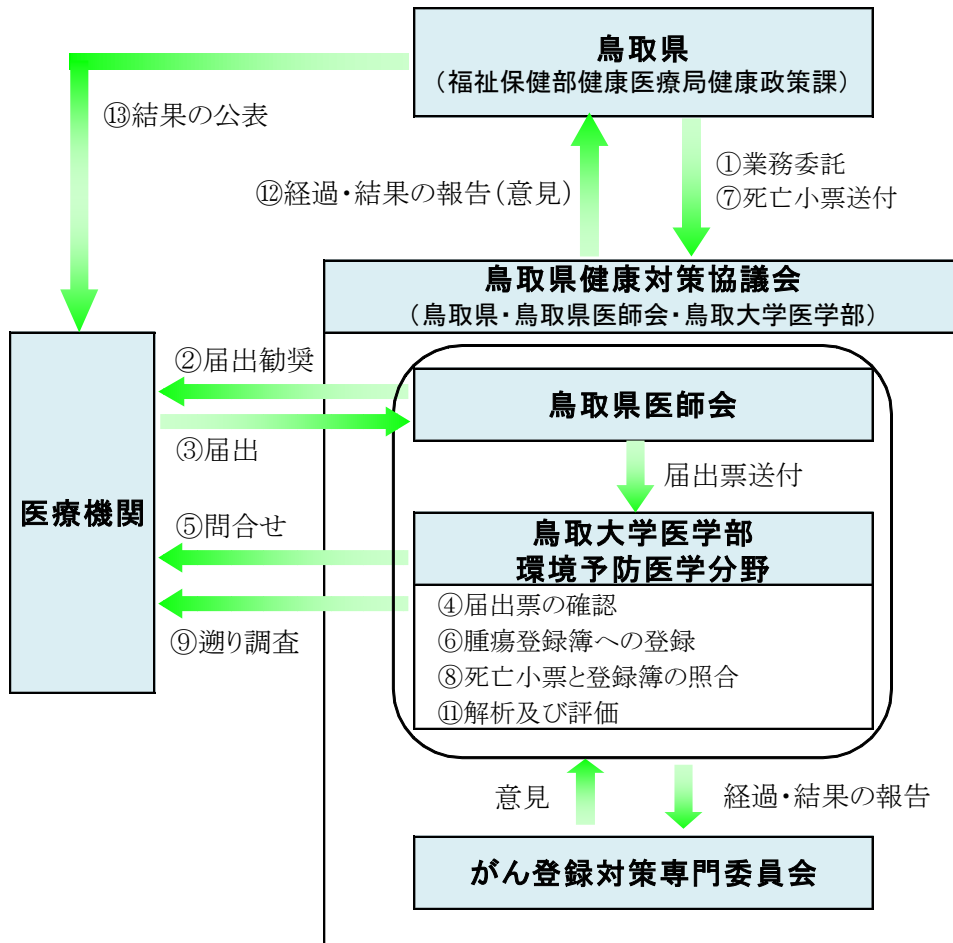 鳥取県
（福祉保健部健康医療局健康政策課）
⑬結果の公表
①業務委託
⑫経過・結果の報告（意見）
⑦死亡小票送付
鳥取県健康対策協議会
（鳥取県・鳥取県医師会・鳥取大学医学部）
②届出勧奨
鳥取県医師会
③届出
届出票送付
医療機関
⑤問合せ
鳥取大学医学部
環境予防医学分野
④届出票の確認
⑨遡り調査
⑥腫瘍登録簿への登録
⑧死亡小票と登録簿の照合
⑪解析及び評価
意見
経過・結果の報告
がん登録対策専門委員会